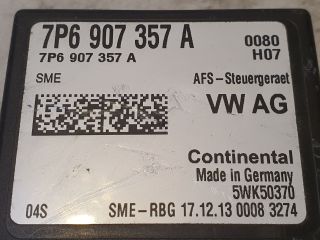 7P6 907 357 A
0080
7P6 907 357 A
H07
SME
AFS-Steuergeraet
VW AG
Continental
Made in Germany
5WK50370
04S SME-RBG 17.12.13 0008 3274